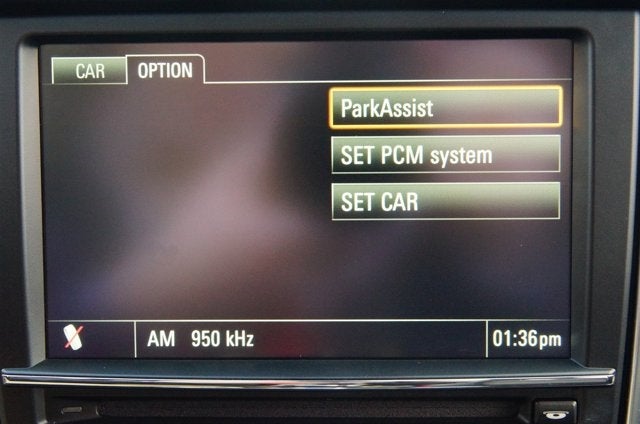 CAR OPTION
ParkAssist
SET PCM system
SET CAR
AM 950 kHz 01:36pm